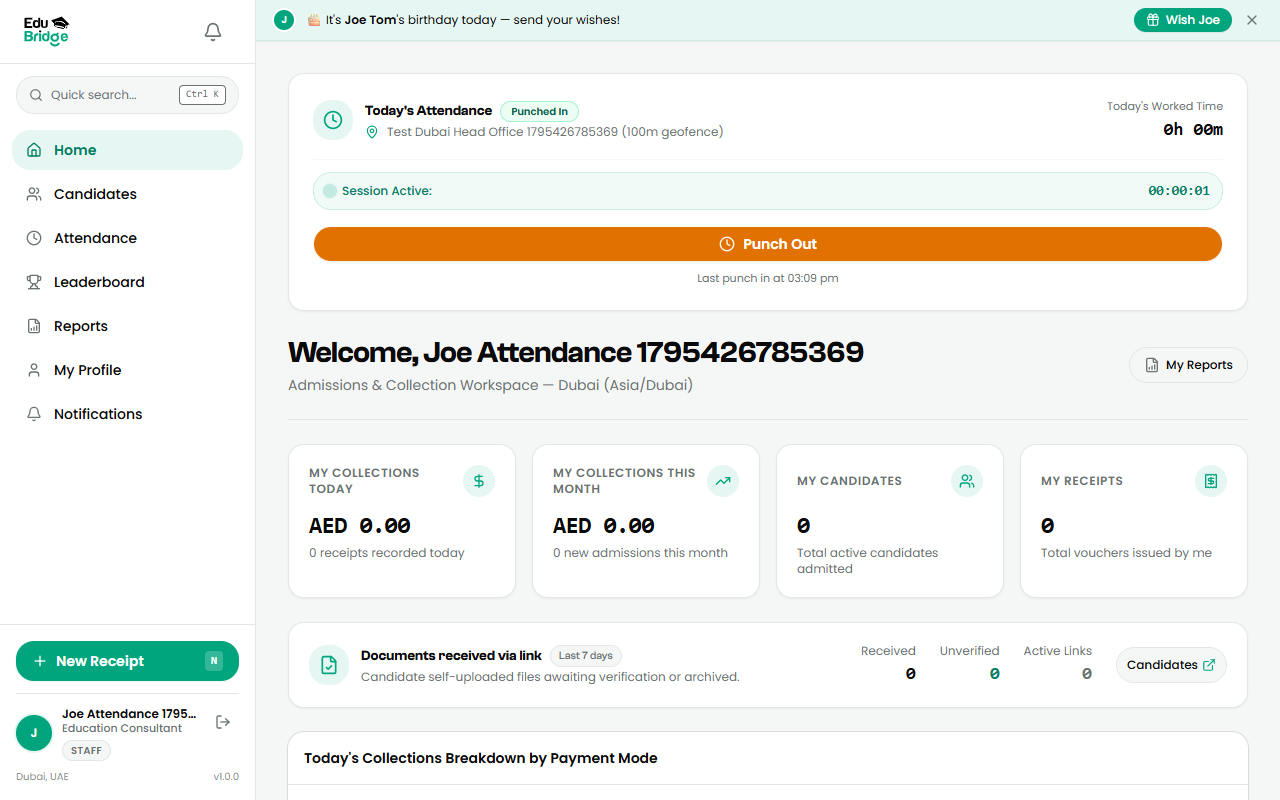 Edu
Bridge
Quick search...
Ctrl K
Home
Candidates
Attendance
Leaderboard
Reports
My Profile
Notifications
New Receipt
N
J
Joe Attendance 1795...
Education Consultant
STAFF
Dubai, UAE
v1.0.0
J
It's Joe Tom's birthday today — send your wishes!
Wish Joe
Today's Attendance
Punched In
Test Dubai Head Office 1795426785369 (100m geofence)
Today's Worked Time
0h 00m
Session Active:
00:00:01
Punch Out
Last punch in at 03:09 pm
Welcome, Joe Attendance 1795426785369
Admissions & Collection Workspace — Dubai (Asia/Dubai)
My Reports
MY COLLECTIONS
TODAY
AED 0.00
0 receipts recorded today
MY COLLECTIONS THIS
MONTH
AED 0.00
0 new admissions this month
MY CANDIDATES
0
Total active candidates
admitted
MY RECEIPTS
0
Total vouchers issued by me
Documents received via link
Last 7 days
Candidate self-uploaded files awaiting verification or archived.
Received
0
Unverified
0
Active Links
0
Candidates
Today's Collections Breakdown by Payment Mode